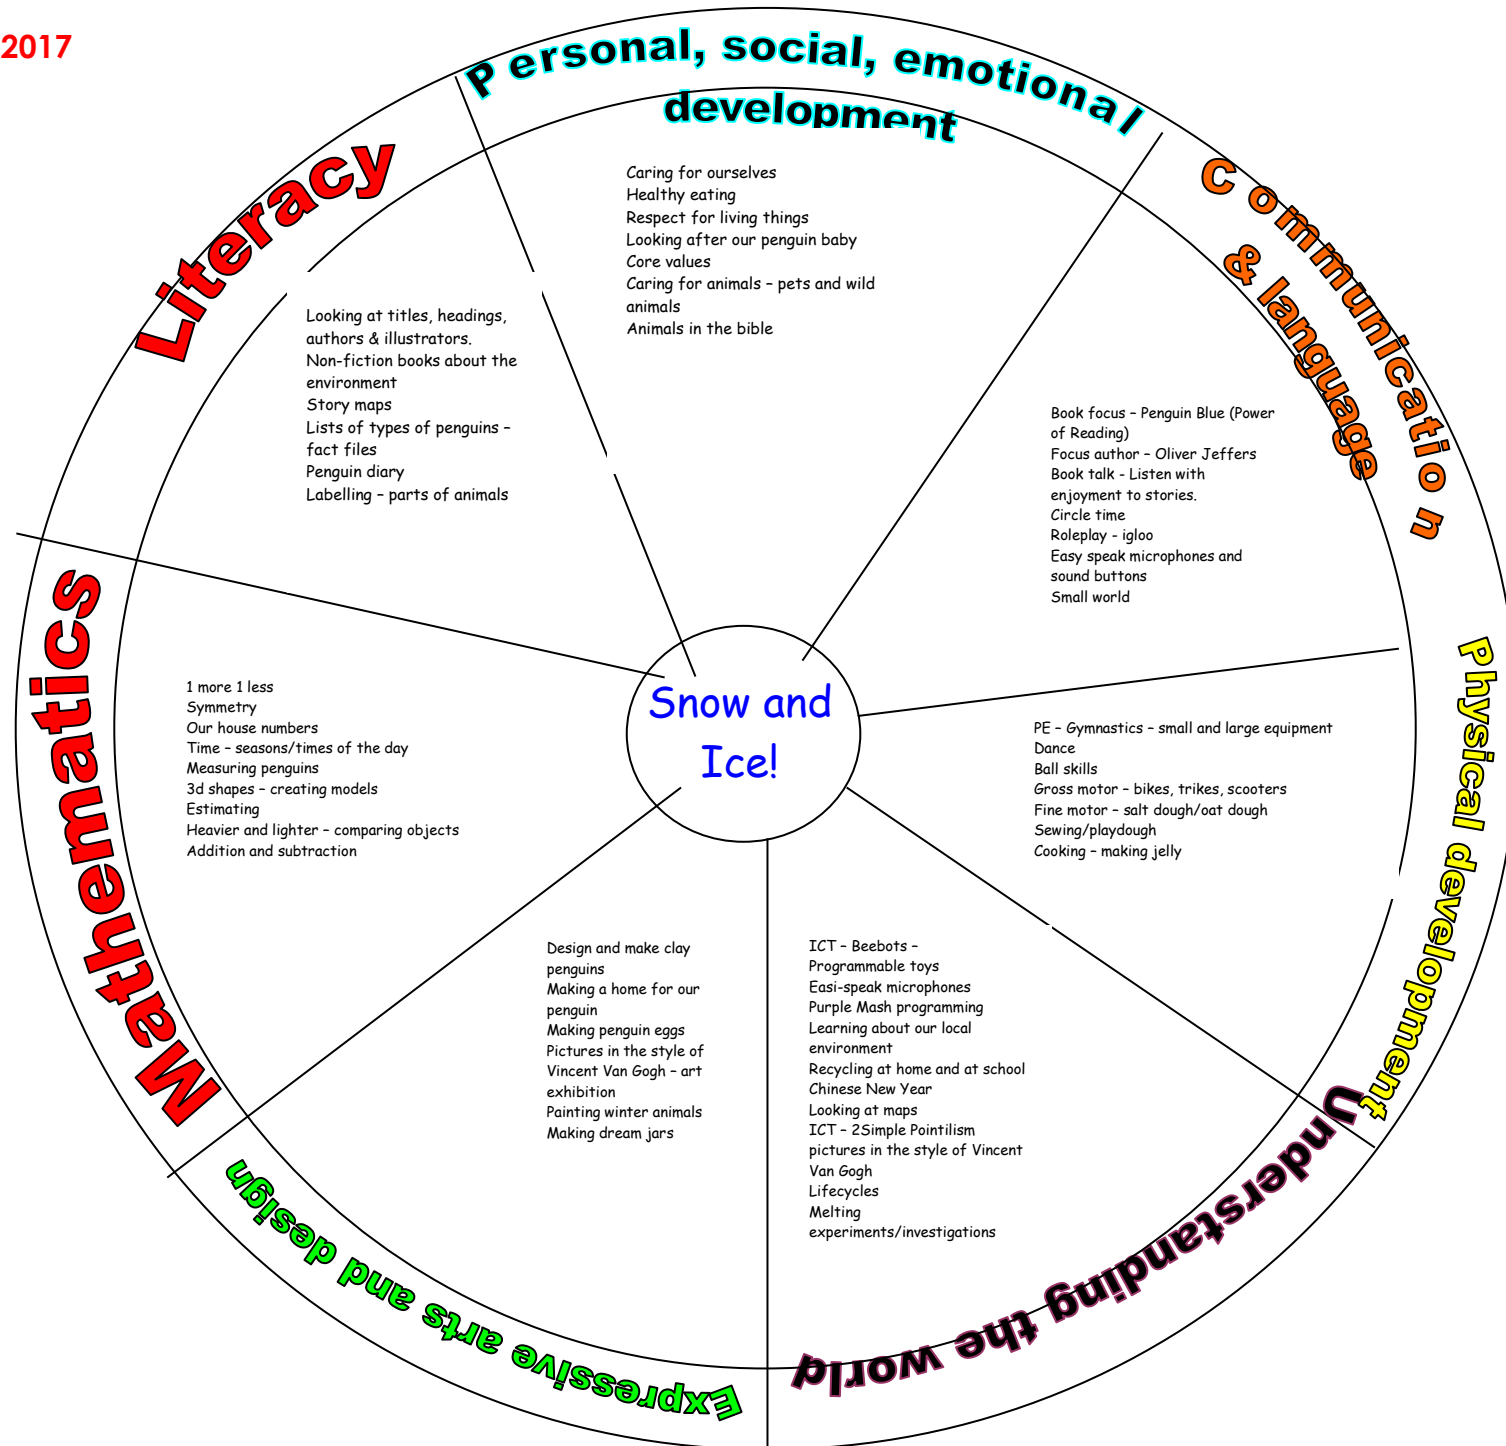 2017
Personal, social, emotional
development
Caring for ourselves
Healthy eating
Respect for living things
Looking after our penguin baby
Core values
Caring for animals – pets and wild
animals
Animals in the bible
Communication
& language
Book focus – Penguin Blue (Power
of Reading)
Focus author – Oliver Jeffers
Book talk - Listen with
enjoyment to stories.
Circle time
Roleplay - igloo
Easy speak microphones and
sound buttons
Small world
Physical development
PE – Gymnastics – small and large equipment
Dance
Ball skills
Gross motor – bikes, trikes, scooters
Fine motor – salt dough/oat dough
Sewing/playdough
Cooking – making jelly
Understanding the world
ICT – Beebots –
Programmable toys
Easi-speak microphones
Purple Mash programming
Learning about our local
environment
Recycling at home and at school
Chinese New Year
Looking at maps
ICT – 2Simple Pointilism
pictures in the style of Vincent
Van Gogh
Lifecycles
Melting
experiments/investigations
Expressive arts and design
Design and make clay
penguins
Making a home for our
penguin
Making penguin eggs
Pictures in the style of
Vincent Van Gogh – art
exhibition
Painting winter animals
Making dream jars
Mathematics
1 more 1 less
Symmetry
Our house numbers
Time – seasons/times of the day
Measuring penguins
3d shapes – creating models
Estimating
Heavier and lighter – comparing objects
Addition and subtraction
Literacy
Looking at titles, headings,
authors & illustrators.
Non-fiction books about the
environment
Story maps
Lists of types of penguins –
fact files
Penguin diary
Labelling – parts of animals
Snow and
Ice!